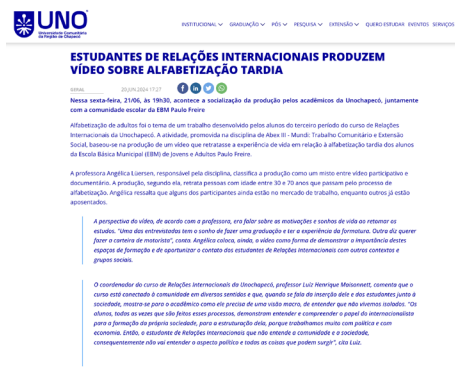 UNO
Universidade Comunitária
da Região de Chapecó
INSTITUCIONAL GRADUAÇÃO PÓS PESQUISA EXTENSÃO QUERO ESTUDAR EVENTOS SERVIÇOS
ESTUDANTES DE RELAÇÕES INTERNACIONAIS PRODUZEM
VÍDEO SOBRE ALFABETIZAÇÃO TARDIA
GERAL 20 JUN 2024 17:27
Nessa sexta-feira, 21/06, às 19h30, acontece a socialização da produção pelos acadêmicos da Unochapecó, juntamente
com a comunidade escolar da EBM Paulo Freire
Alfabetização de adultos foi o tema de um trabalho desenvolvido pelos alunos do terceiro período do curso de Relações
Internacionais da Unochapecó. A atividade, promovida na disciplina de Abex III - Mundi: Trabalho Comunitário e Extensão
Social, baseou-se na produção de um vídeo que retratasse a experiência de vida em relação à alfabetização tardia dos alunos
da Escola Básica Municipal (EBM) de Jovens e Adultos Paulo Freire.
A professora Angélica Lüersen, responsável pela disciplina, classifica a produção como um misto entre vídeo participativo e
documentário. A produção, segundo ela, retrata pessoas com idade entre 30 e 70 anos que passam pelo processo de
alfabetização. Angélica ressalta que alguns dos participantes ainda estão no mercado de trabalho, enquanto outros já estão
aposentados.
A perspectiva do vídeo, de acordo com a professora, era falar sobre as motivações e sonhos de vida ao retomar os
estudos. "Uma das entrevistadas tem o sonho de fazer uma graduação e ter a experiência da formatura. Outra diz querer
fazer a carteira de motorista", conta. Angélica coloca, ainda, o vídeo como forma de demonstrar a importância destes
espaços de formação e de oportunizar o contato dos estudantes de Relações Internacionais com outros contextos e
grupos sociais.
O coordenador do curso de Relações Internacionais da Unochapecó, professor Luiz Henrique Maisonnett, comenta que o
curso está conectado à comunidade em diversos sentidos e que, quando se fala da inserção dele e dos estudantes junto à
sociedade, mostra-se para o acadêmico como ele precisa de uma visão macro, de entender que não vivemos isolados. "Os
alunos, todas as vezes que são feitos esses processos, demonstram entender e compreender o papel do internacionalista
para a formação da própria sociedade, para a estruturação dela, porque trabalhamos muito com política e com
economia. Então, o estudante de Relações Internacionais que não entende a comunidade e a sociedade,
consequentemente não vai entender o aspecto político e todas as coisas que podem surgir", cita Luiz.